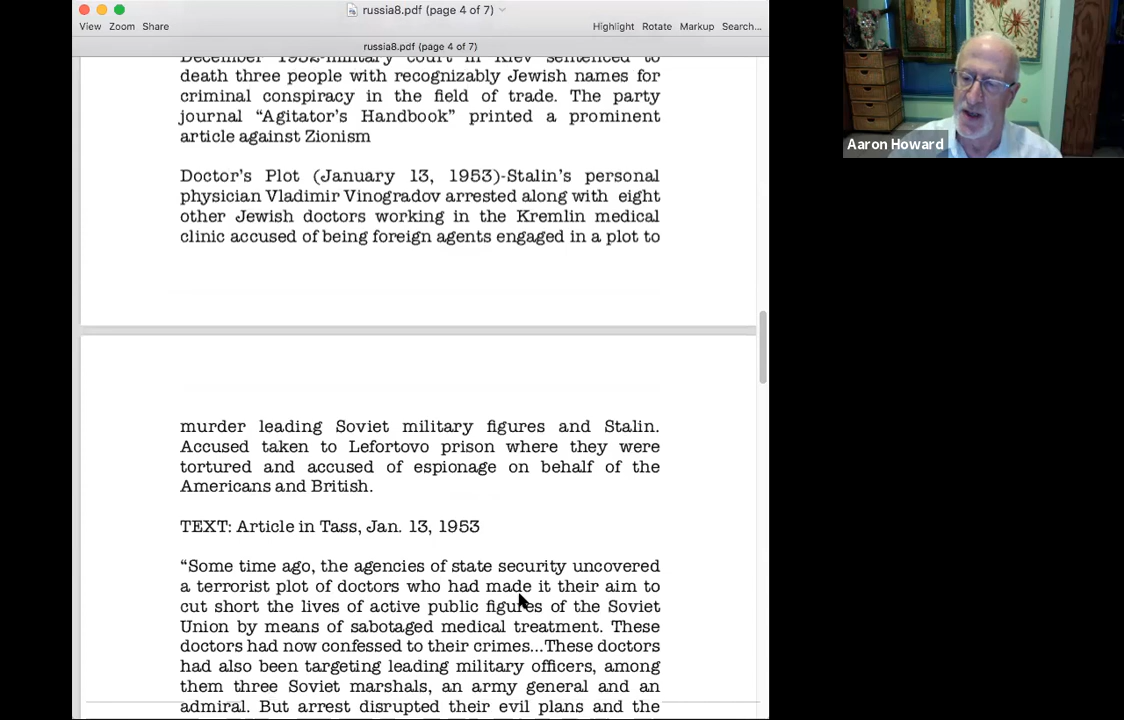 russia8.pdf (page 4 of 7)
View Zoom Share
Highlight Rotate Markup Search...
russia8.pdf (page 4 of 7)
December 1952-military court in Kiev sentenced to
death three people with recognizably Jewish names for
criminal conspiracy in the field of trade. The party
journal “Agitator’s Handbook” printed a prominent
article against Zionism
Doctor’s Plot (January 13, 1953)-Stalin’s personal
physician Vladimir Vinogradov arrested along with eight
other Jewish doctors working in the Kremlin medical
clinic accused of being foreign agents engaged in a plot to
murder leading Soviet military figures and Stalin.
Accused taken to Lefortovo prison where they were
tortured and accused of espionage on behalf of the
Americans and British.
TEXT: Article in Tass, Jan. 13, 1953
“Some time ago, the agencies of state security uncovered
a terrorist plot of doctors who had made it their aim to
cut short the lives of active public figures of the Soviet
Union by means of sabotaged medical treatment. These
doctors had now confessed to their crimes...These doctors
had also been targeting leading military officers, among
them three Soviet marshals, an army general and an
admiral. But arrest disrupted their evil plans and the
Aaron Howard